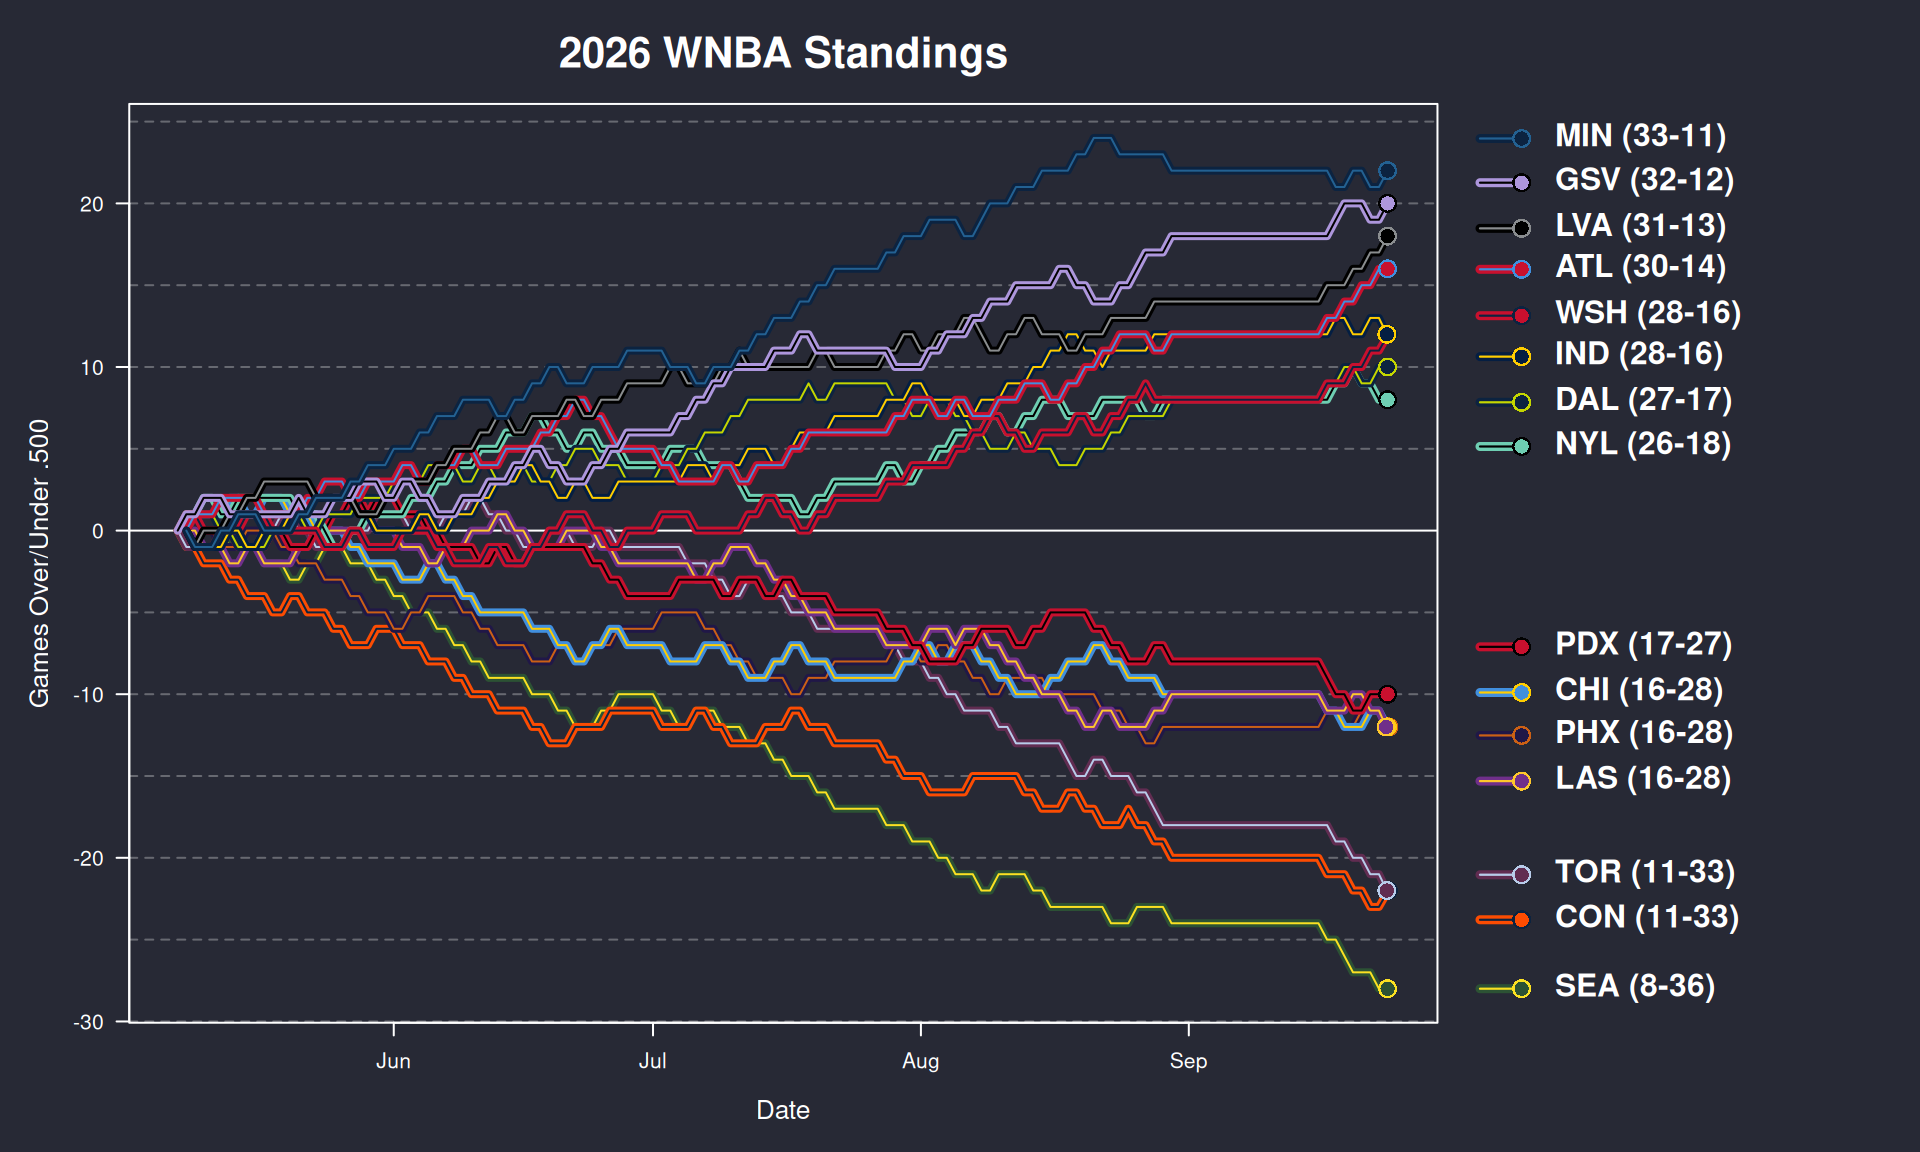 2026 WNBA Standings
MIN (33-11)
GSV (32-12)
LVA (31-13)
ATL (30-14)
WSH (28-16)
IND (28-16)
DAL (27-17)
NYL (26-18)
PDX (17-27)
CHI (16-28)
PHX (16-28)
LAS (16-28)
TOR (11-33)
CON (11-33)
SEA (8-36)
Games Over/Under .500
20
10
0
-10
-20
-30
Jun
Jul
Aug
Sep
Date